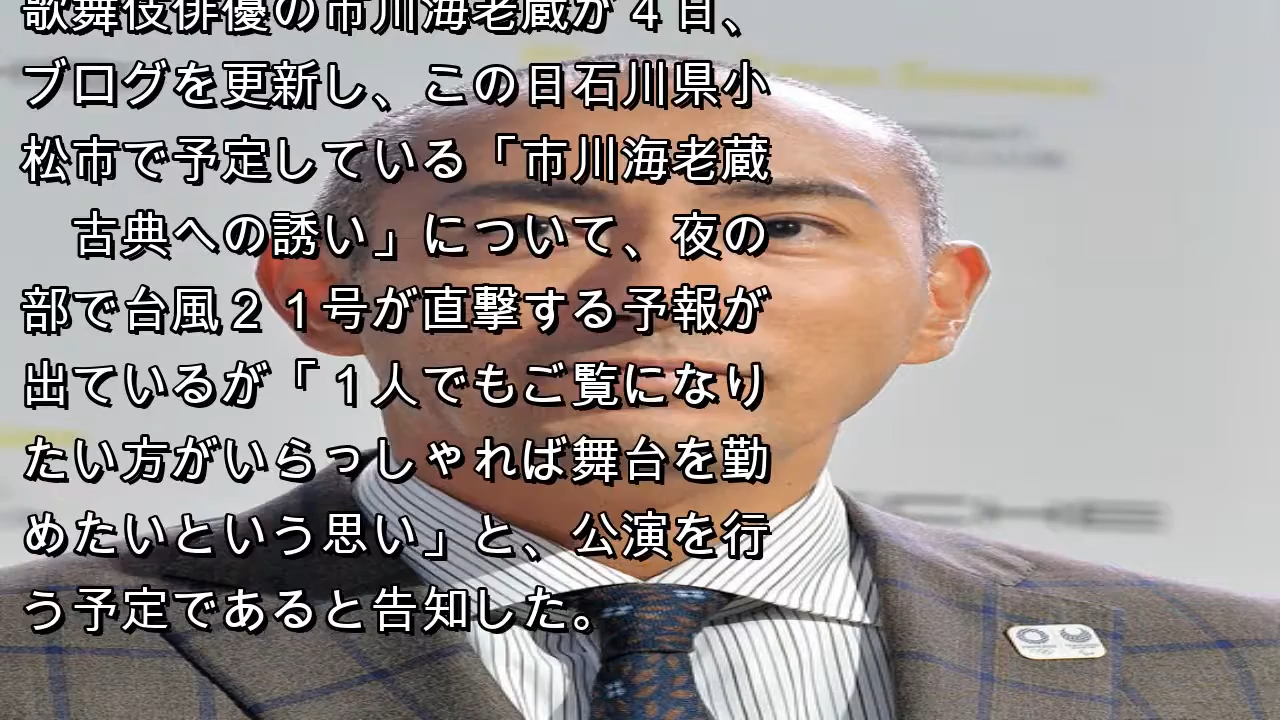 歌舞伎俳優の市川海老蔵が４日、
ブログを更新し、この日石川県小
松市で予定している「市川海老蔵
　古典への誘い」について、夜の
部で台風２１号が直撃する予報が
出ているが「１人でもご覧になり
たい方がいらっしゃれば舞台を勤
めたいという思い」と、公演を行
う予定であると告知した。